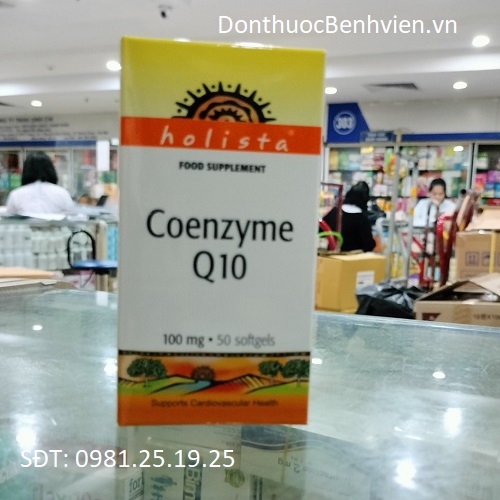 DonthuocBenhvien.vn
holista®
FOOD SUPPLEMENT
Coenzyme
Q10
100 mg • 50 softgels
Supports Cardiovascular Health
383
SĐT: 0981.25.19.25